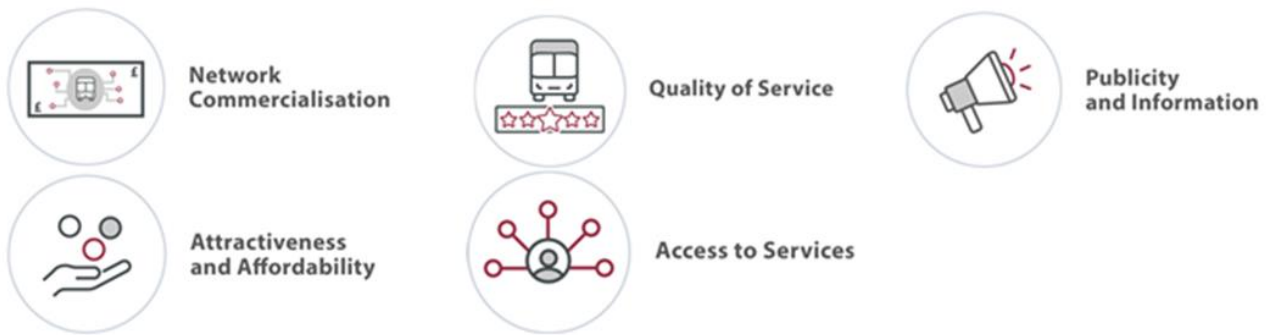 £
£
Network
Commercialisation
Quality of Service
Publicity
and Information
Attractiveness
and Affordability
Access to Services